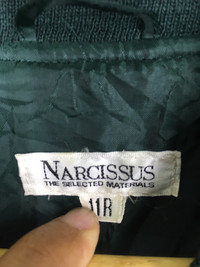 NARCISSUS
THE SELECTED MATERIALS
11R